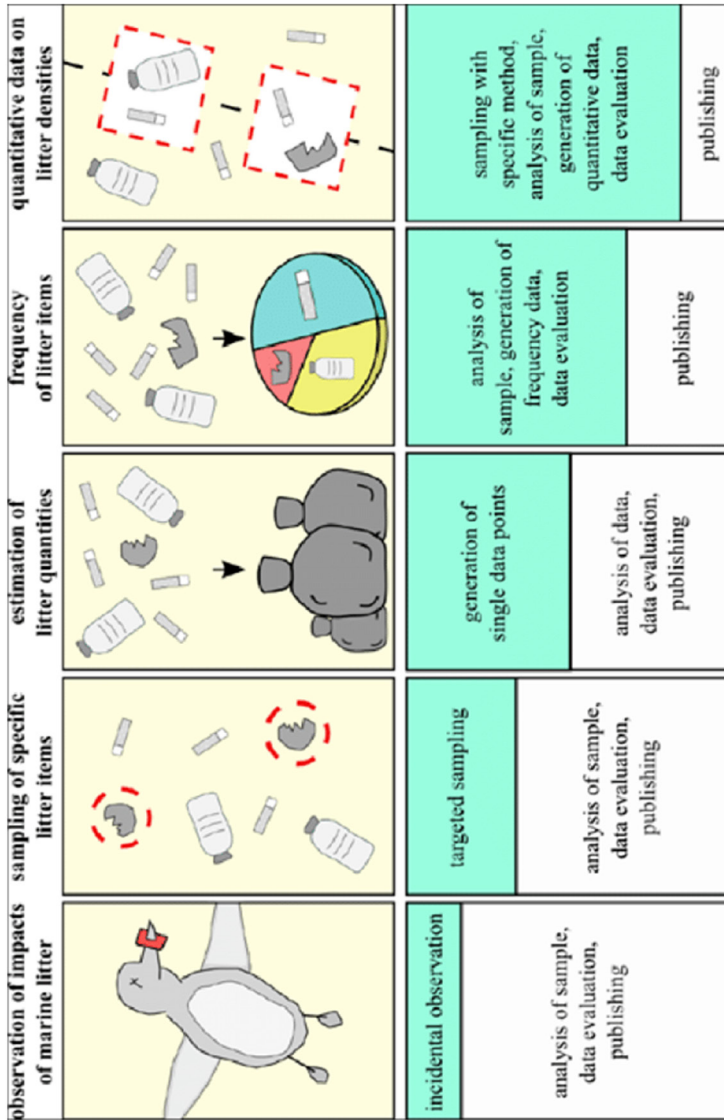 observation of impacts
of marine litter
sampling of specific
litter items
estimation of
litter quantities
frequency
of litter items
quantitative data on
litter densities
incidental observation
analysis of sample,
data evaluation,
publishing
targeted sampling
analysis of sample,
data evaluation,
publishing
generation of
single data points
analysis of data,
data evaluation,
publishing
analysis of
sample, generation of
frequency data,
data evaluation
publishing
sampling with
specific method,
analysis of sample,
generation of
quantitative data,
data evaluation
publishing